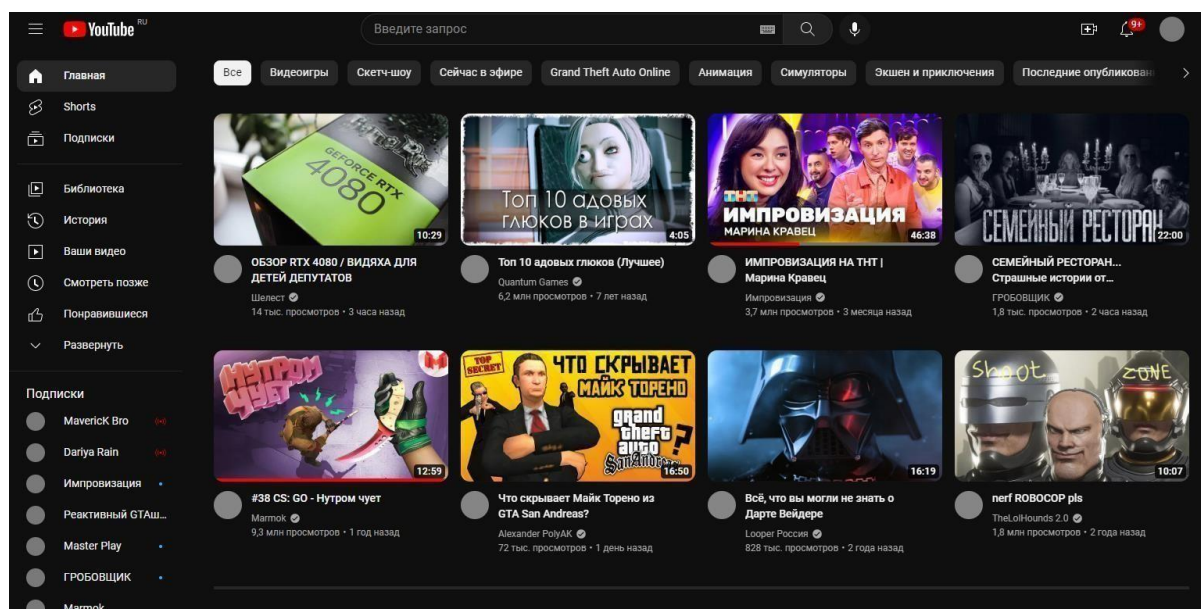 YouTube RU
Введите запрос
9+
Главная
Shorts
Подписки
Библиотека
История
Ваши видео
Смотреть позже
Понравившиеся
Развернуть
Подписки
MavericK Bro
Dariya Rain
Импровизация
Реактивный GTAш...
Master Play
ГРОБОВЩИК
Marmok
Все
Видеоигры
Скетч-шоу
Сейчас в эфире
Grand Theft Auto Online
Анимация
Симуляторы
Экшен и приключения
Последние опубликован
GEFORCE RTX
4080
10:29
ОБЗОР RTX 4080 / ВИДЯХА ДЛЯ
ДЕТЕЙ ДЕПУТАТОВ
Шелест
14 тыс. просмотров • 3 часа назад
Топ 10 адовых
глюков в играх
4:05
Топ 10 адовых глюков (Лучшее)
Quantum Games
6,2 млн просмотров • 7 лет назад
ТНТ
ИМПРОВИЗАЦИЯ
МАРИНА КРАВЕЦ
46:38
ИМПРОВИЗАЦИЯ НА ТНТ |
Марина Кравец
Импровизация
3,7 млн просмотров • 3 месяца назад
СЕМЕЙНЫЙ РЕСТОРАН
22:00
СЕМЕЙНЫЙ РЕСТОРАН...
Страшные истории от...
ГРОБОВЩИК
1,8 тыс. просмотров • 2 часа назад
НУТРОМ
ЧУЕТ
12:59
#38 CS: GO - Нутром чует
Marmok
9,3 млн просмотров • 1 год назад
TOP
SECRET
ЧТО СКРЫВАЕТ
МАЙК ТОРЕНО
grand
theft
auto
San Andreas
?
16:50
Что скрывает Майк Торено из
GTA San Andreas?
Alexander PolyAK
72 тыс. просмотров • 1 день назад
16:19
Всё, что вы могли не знать о
Дарте Вейдере
Looper Россия
828 тыс. просмотров • 2 года назад
Shoot ZONE
10:07
nerf ROBOCOP pls
TheLolHounds 2.0
1,8 млн просмотров • 2 года назад